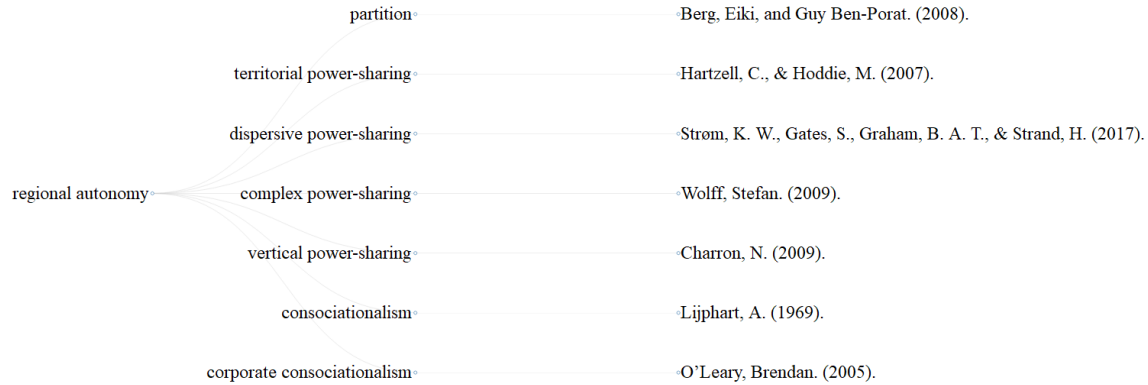 partition
Berg, Eiki, and Guy Ben-Porat. (2008).
territorial power-sharing
Hartzell, C., & Hoddie, M. (2007).
dispersive power-sharing
Strøm, K. W., Gates, S., Graham, B. A. T., & Strand, H. (2017).
regional autonomy
complex power-sharing
Wolff, Stefan. (2009).
vertical power-sharing
Charron, N. (2009).
consociationalism
Lijphart, A. (1969).
corporate consociationalism
O’Leary, Brendan. (2005).